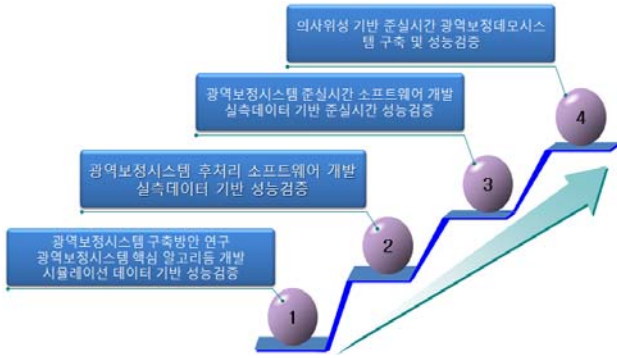 의사위성 기반 준실시간 광역보정데모시스
템 구축 및 성능검증
4
광역보정시스템 준실시간 소프트웨어 개발
실측데이터 기반 준실시간 성능검증
3
광역보정시스템 후처리 소프트웨어 개발
실측데이터 기반 성능검증
2
광역보정시스템 구축방안 연구
광역보정시스템 핵심 알고리듬 개발
시뮬레이션 데이터 기반 성능검증
1